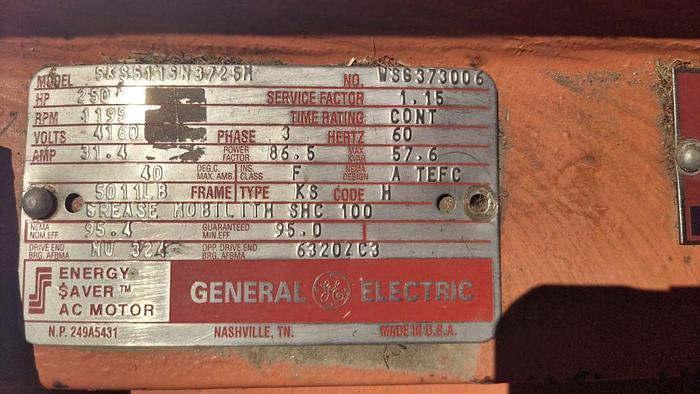 MODEL 5KS511SN3725H NO. WSG373006
HP 250 SERVICE FACTOR 1.15
RPM 1195 TIME RATING CONT
VOLTS 4160 PHASE 3 HERTZ 60
AMP 31.4 POWER FACTOR 86.5 MAX. KVAR 57.6
40 DEG.C. MAX. AMB. INS. CLASS F NEMA DESIGN A TEFC
5011LB FRAME TYPE KS CODE H
GREASE MOBILITH SHC 100
NEMA NOM EFF. 95.4 GUARANTEED MIN.EFF. 95.0
DRIVE END BRG. AFBMA NU 324 OPP. DRIVE END BRG. AFBMA 6320ZC3
ENERGY $AVER™ AC MOTOR
GENERAL GE ELECTRIC
N.P. 249A5431 NASHVILLE, TN. MADE IN U.S.A.